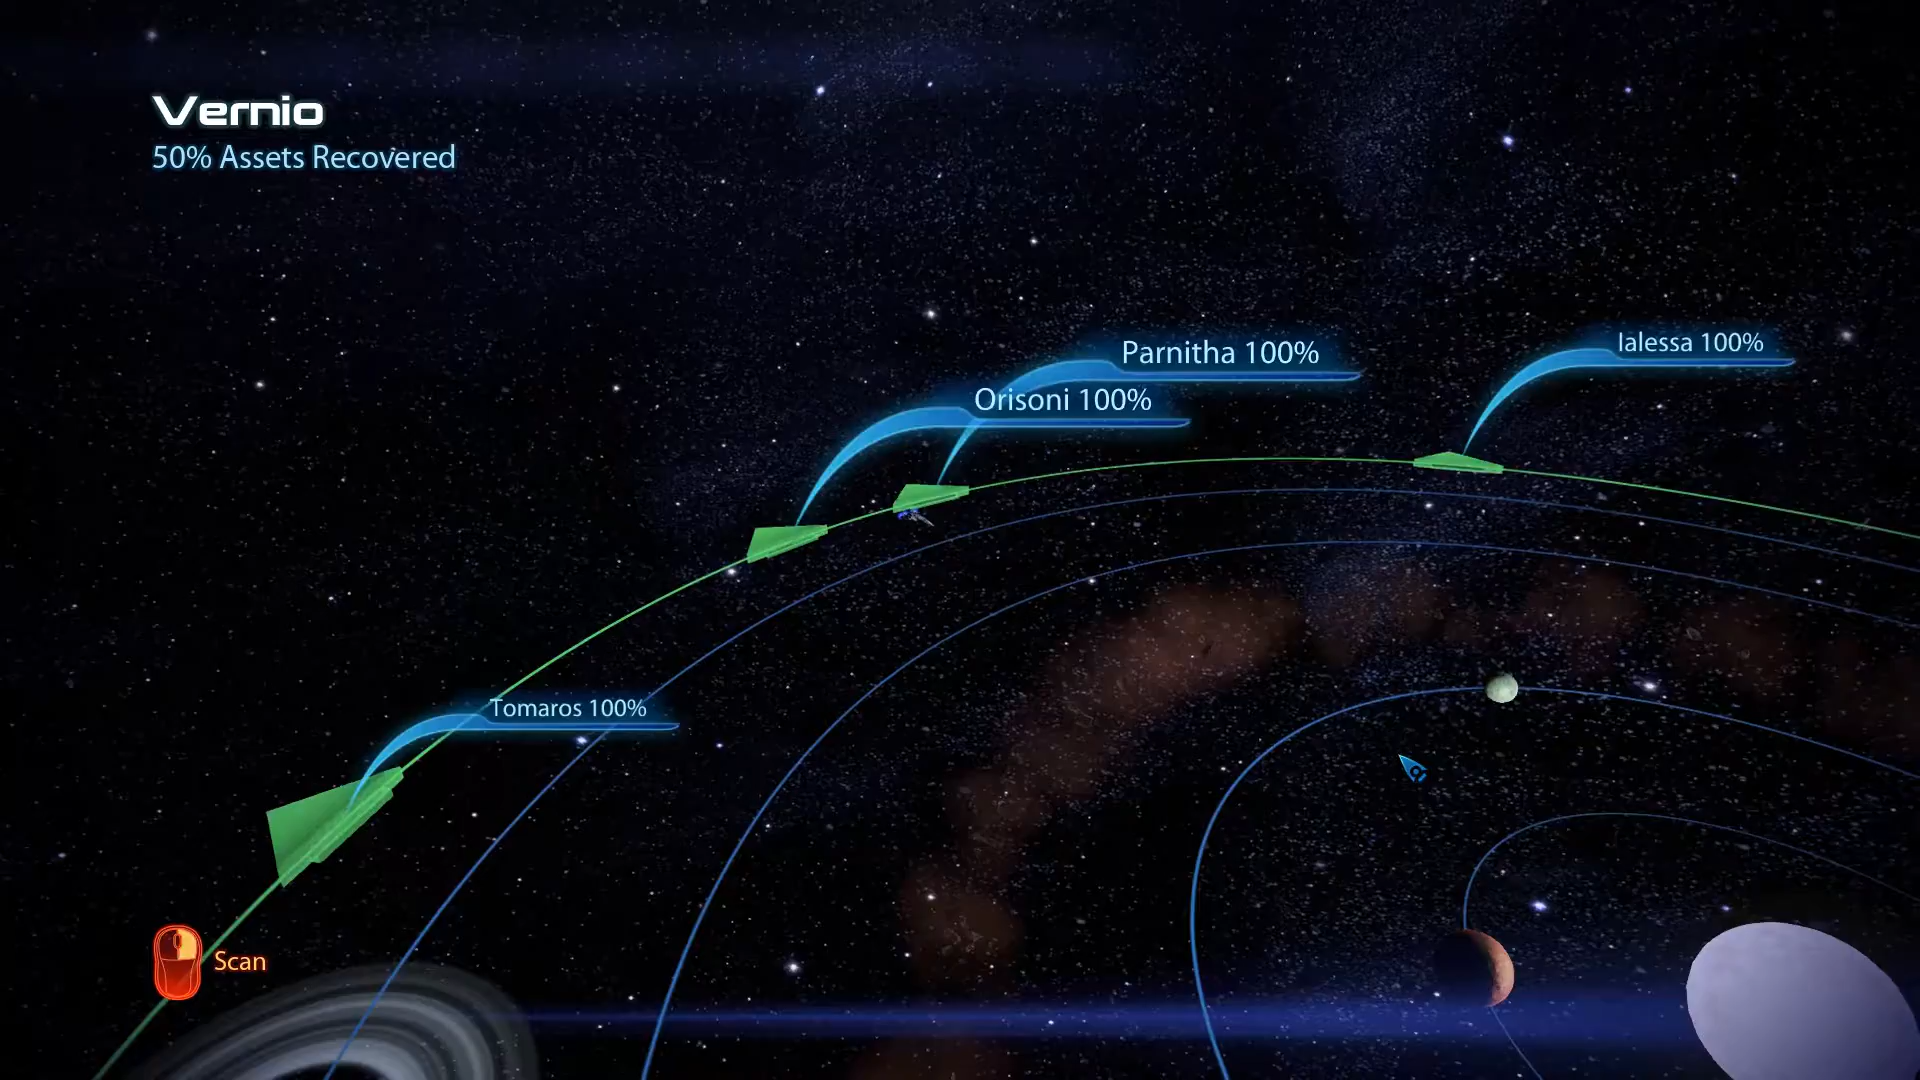 Vernio
50% Assets Recovered
Parnitha 100%
Ialessa 100%
Orisoni 100%
Tomaros 100%
Scan